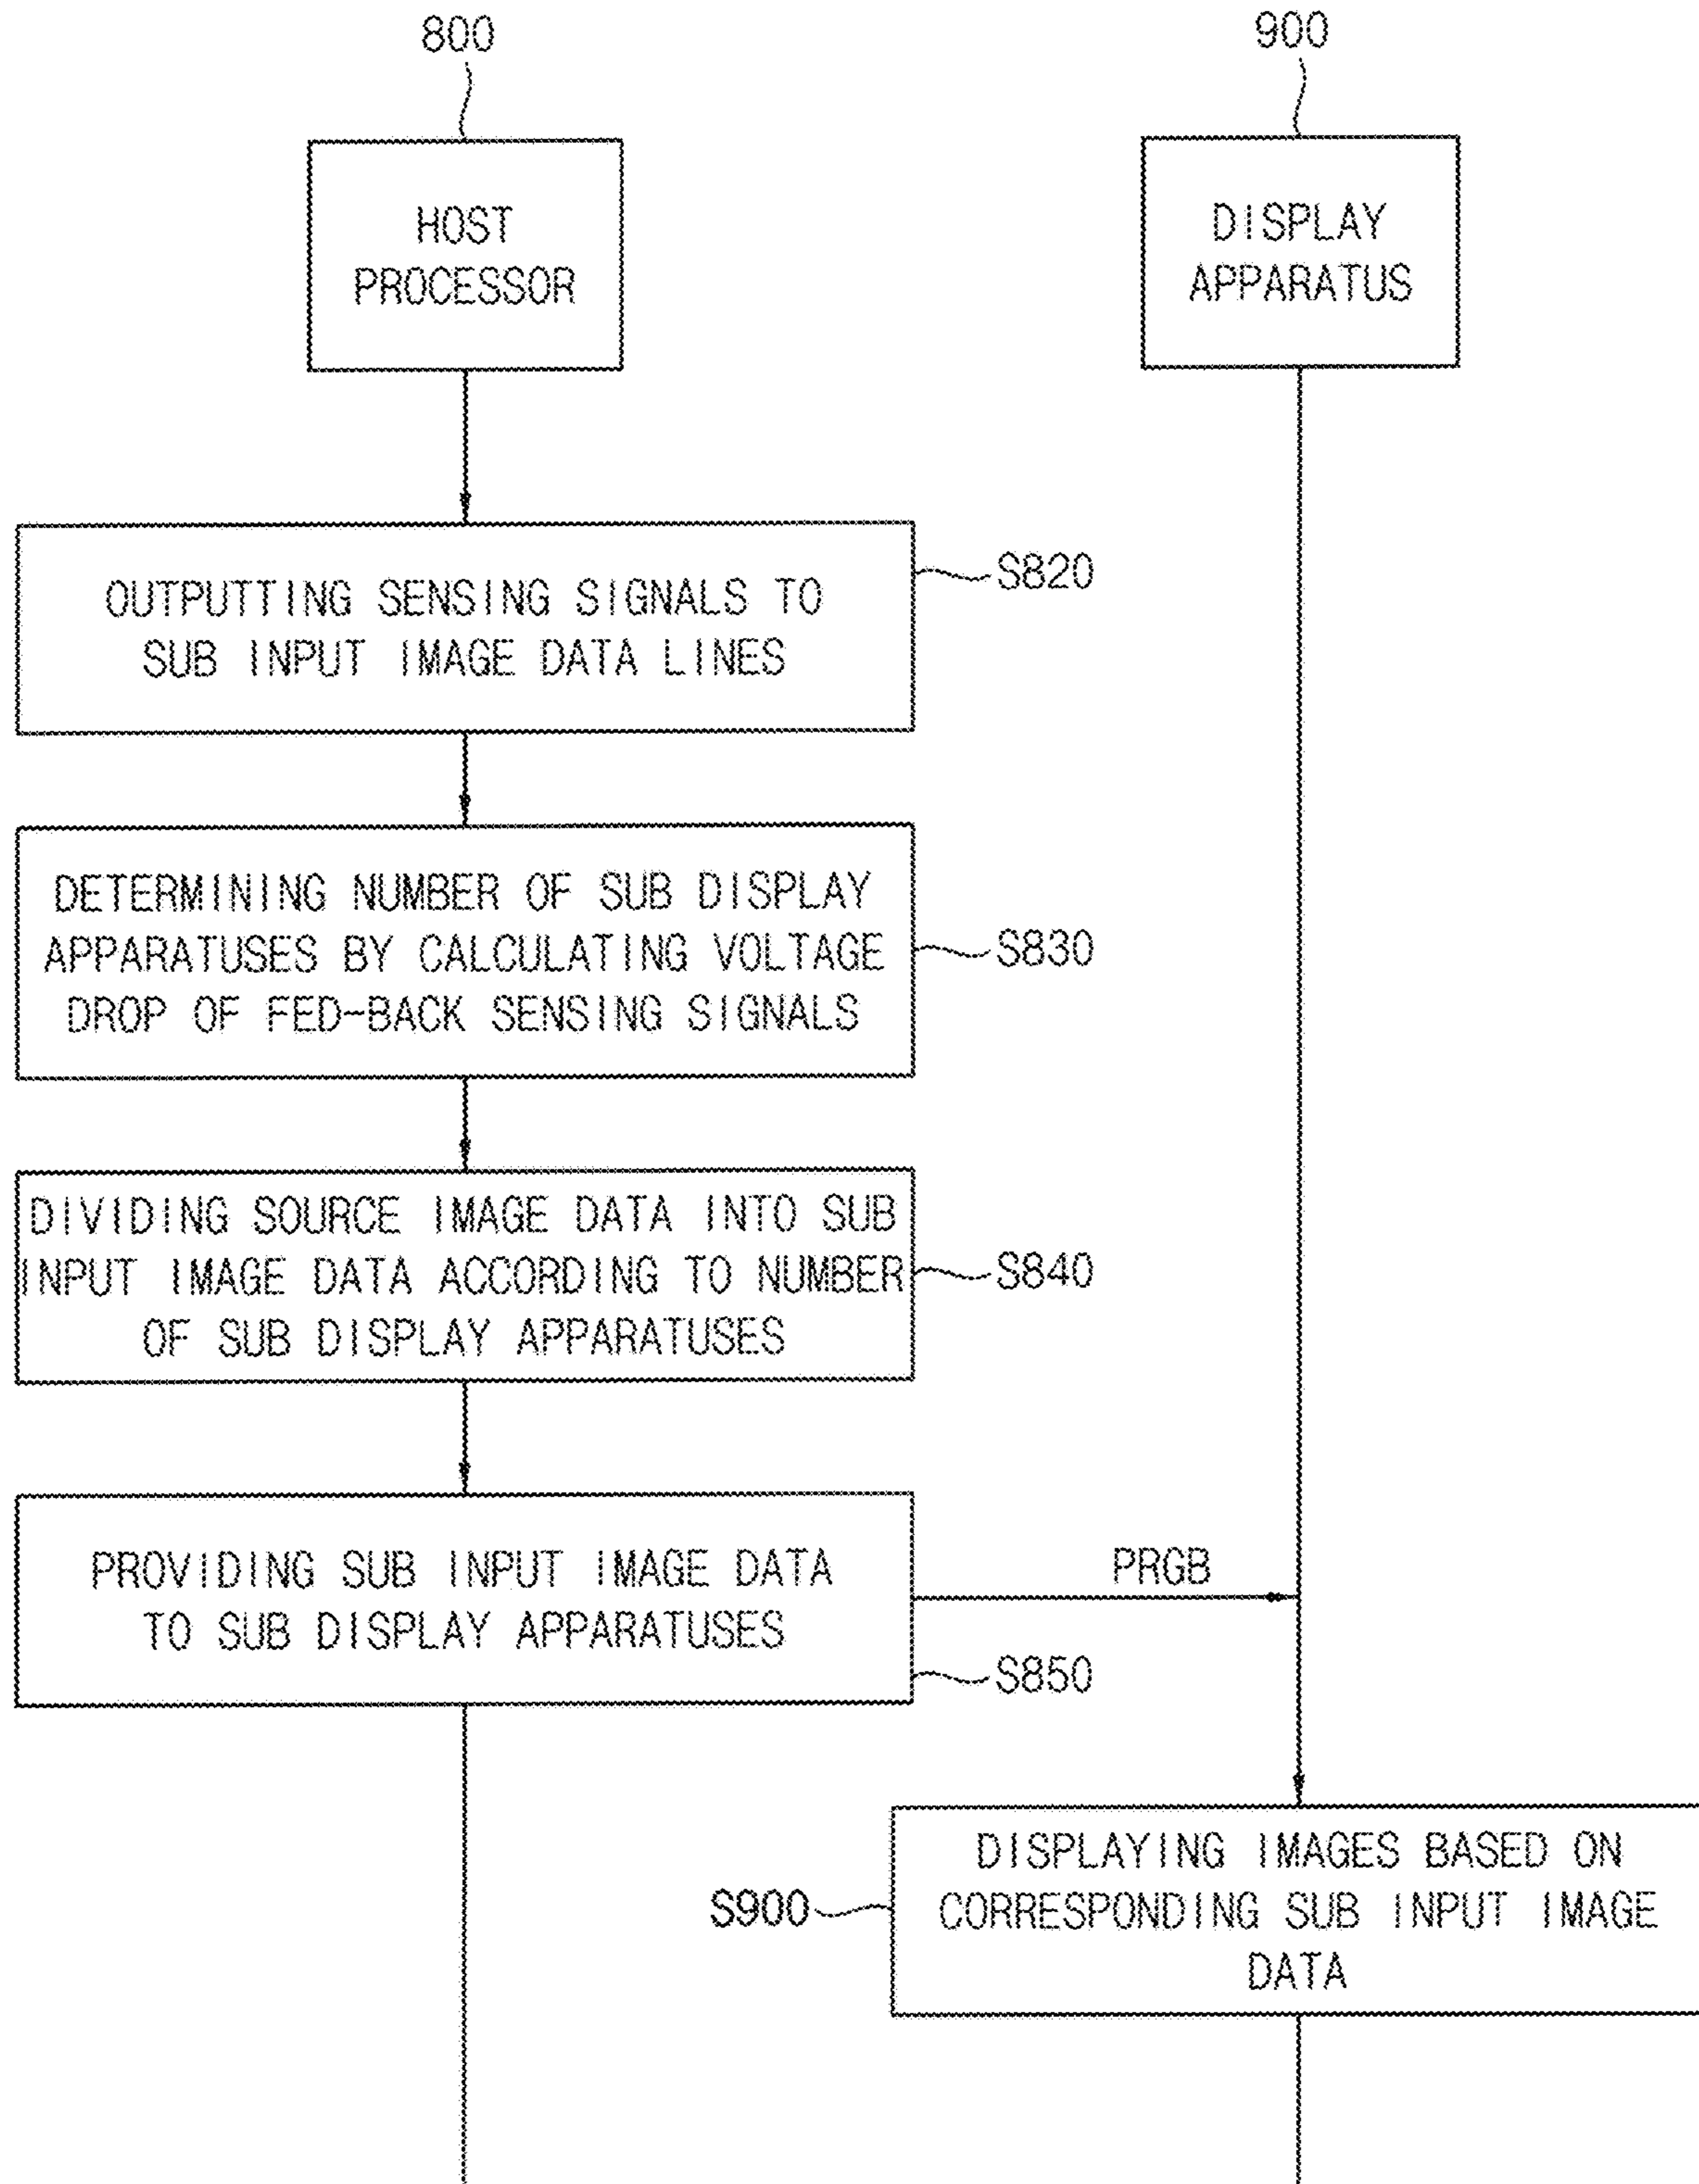 800
900
HOST
PROCESSOR
DISPLAY
APPARATUS
OUTPUTTING SENSING SIGNALS TO
SUB INPUT IMAGE DATA LINES
S820
DETERMINING NUMBER OF SUB DISPLAY
APPARATUSES BY CALCULATING VOLTAGE
DROP OF FED-BACK SENSING SIGNALS
S830
DIVIDING SOURCE IMAGE DATA INTO SUB
INPUT IMAGE DATA ACCORDING TO NUMBER
OF SUB DISPLAY APPARATUSES
S840
PROVIDING SUB INPUT IMAGE DATA
TO SUB DISPLAY APPARATUSES
PRGB
S850
DISPLAYING IMAGES BASED ON
CORRESPONDING SUB INPUT IMAGE
DATA
S900